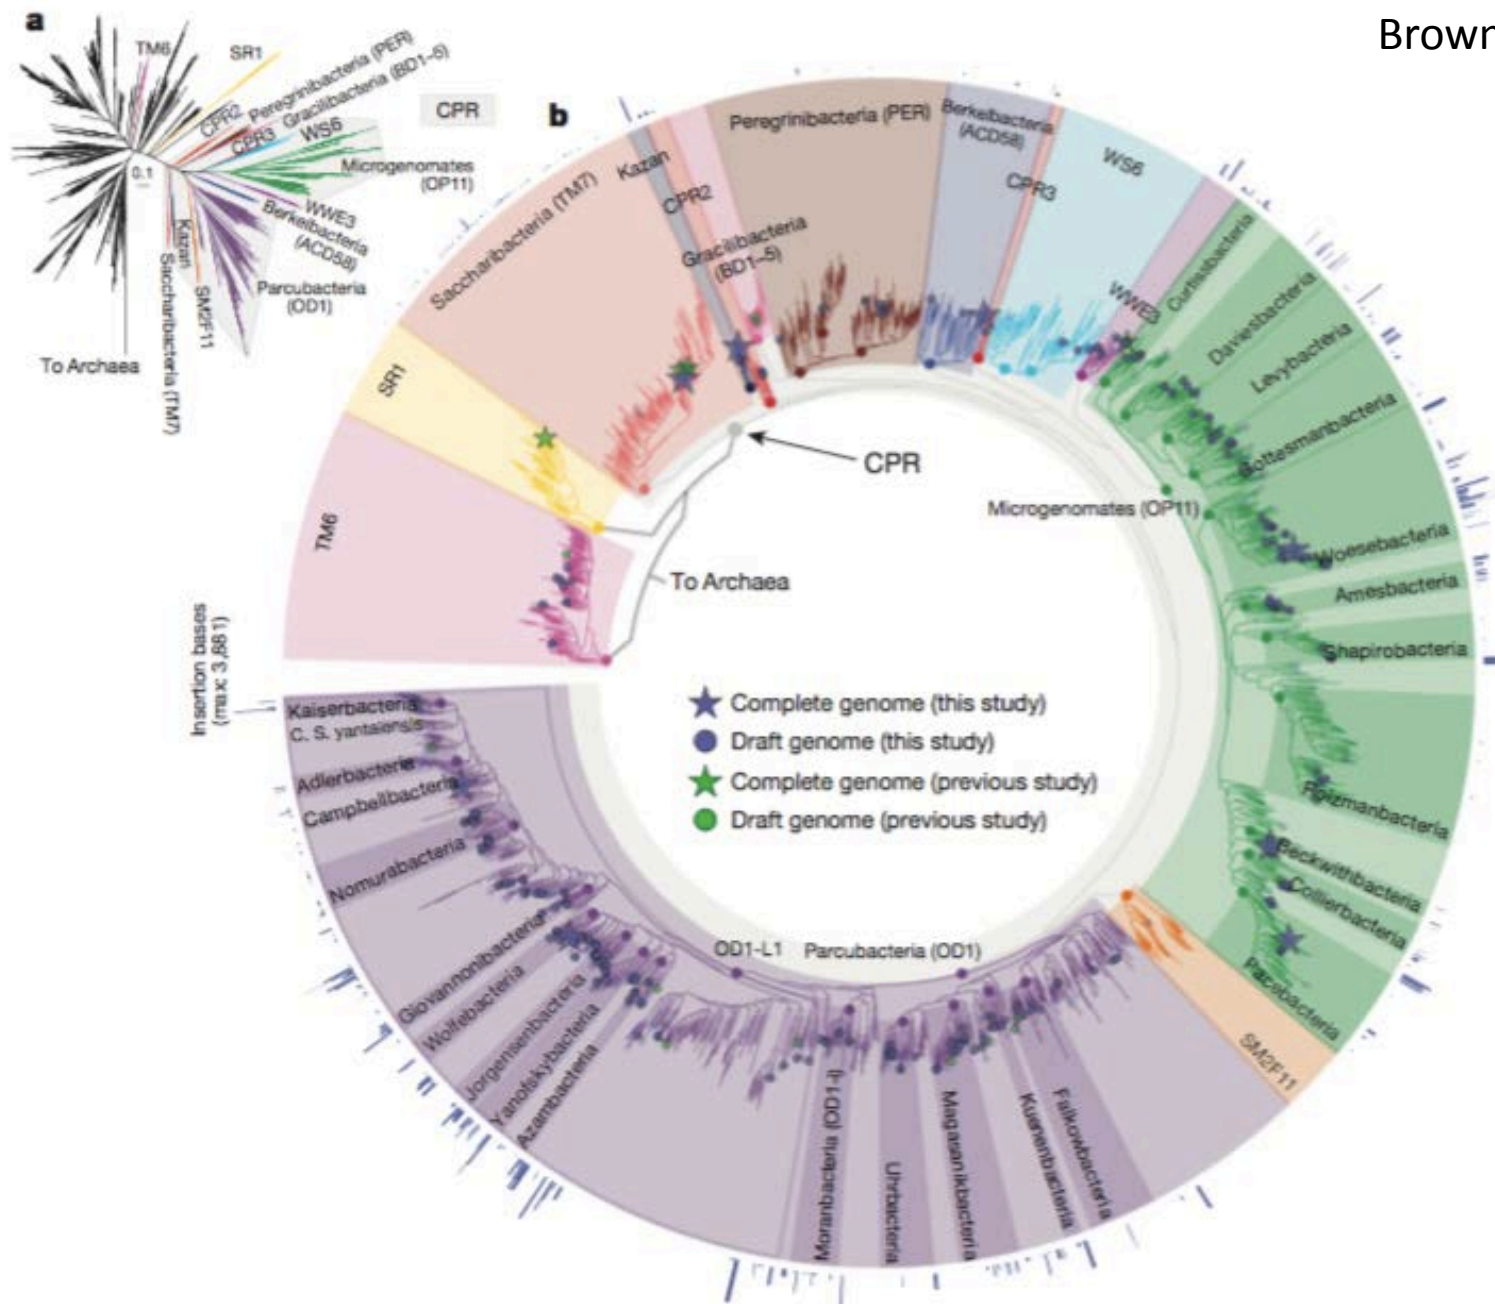 Brown
a
TM6
SR1
Peregrinibacteria (PER)
Gracilibacteria (BD1–5)
CPR2
CPR3
WS6
CPR
Microgenomates
(OP11)
0.1
WWE3
Berkelbacteria
(ACD58)
Parcubacteria
(OD1)
Kazan
SM2F11
Saccharibacteria (TM7)
To Archaea
b
TM6
SR1
Saccharibacteria (TM7)
Kazan
CPR2
Gracilibacteria
(BD1–5)
Peregrinibacteria (PER)
Berkelbacteria
(ACD58)
CPR3
WS6
WWE3
Curtissbacteria
Daviesbacteria
Levybacteria
Gottesmanbacteria
Woesebacteria
Amesbacteria
Shapirobacteria
Roizmanbacteria
Beckwithbacteria
Collierbacteria
Pacebacteria
SM2F11
CPR
Microgenomates (OP11)
To Archaea
Insertion bases
(max: 3,881)
Complete genome (this study)
Draft genome (this study)
Complete genome (previous study)
Draft genome (previous study)
Kaiserbacteria
C. S. yantaiensis
Adlerbacteria
Campbellbacteria
Nomurabacteria
Giovannonibacteria
Wolfebacteria
Jorgensenbacteria
Yanofskybacteria
Azambacteria
OD1-L1
Parcubacteria (OD1)
Moranbacteria (OD1-i)
Uhrbacteria
Magasanikbacteria
Kuenenbacteria
Falkowbacteria